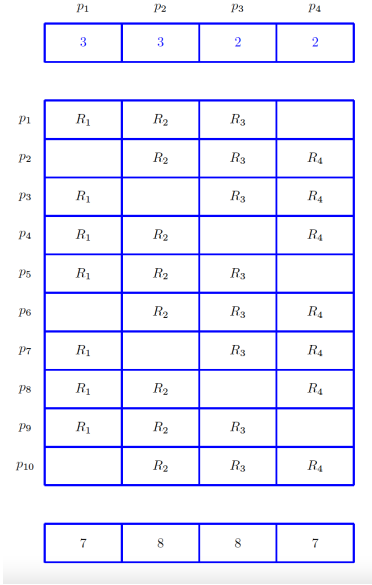 p₁ p₂ p₃ p₄
3 3 2 2
p₁ R₁ R₂ R₃
p₂ R₂ R₃ R₄
p₃ R₁ R₃ R₄
p₄ R₁ R₂ R₄
p₅ R₁ R₂ R₃
p₆ R₂ R₃ R₄
p₇ R₁ R₃ R₄
p₈ R₁ R₂ R₄
p₉ R₁ R₂ R₃
p₁₀ R₂ R₃ R₄
7 8 8 7